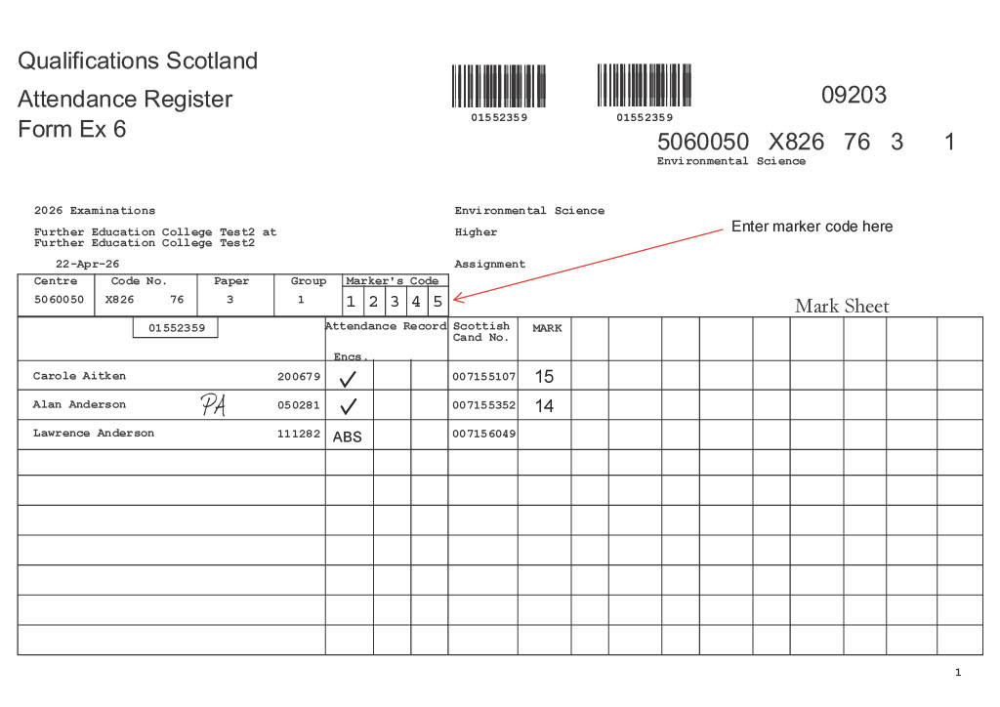 Qualifications Scotland
Attendance Register
Form Ex 6
01552359
01552359
09203
5060050 X826 76 3 1
Environmental Science
2026 Examinations
Environmental Science
Further Education College Test2 at
Further Education College Test2
Higher
Enter marker code here
22-Apr-26
Assignment
Centre Code No. Paper Group Marker's Code
5060050 X826 76 3 1 1 2 3 4 5
Mark Sheet
01552359 Attendance Record Scottish Cand No. MARK
Encs.
Carole Aitken 200679 ✓ 007155107 15
Alan Anderson PA 050281 ✓ 007155352 14
Lawrence Anderson 111282 ABS 007156049
1